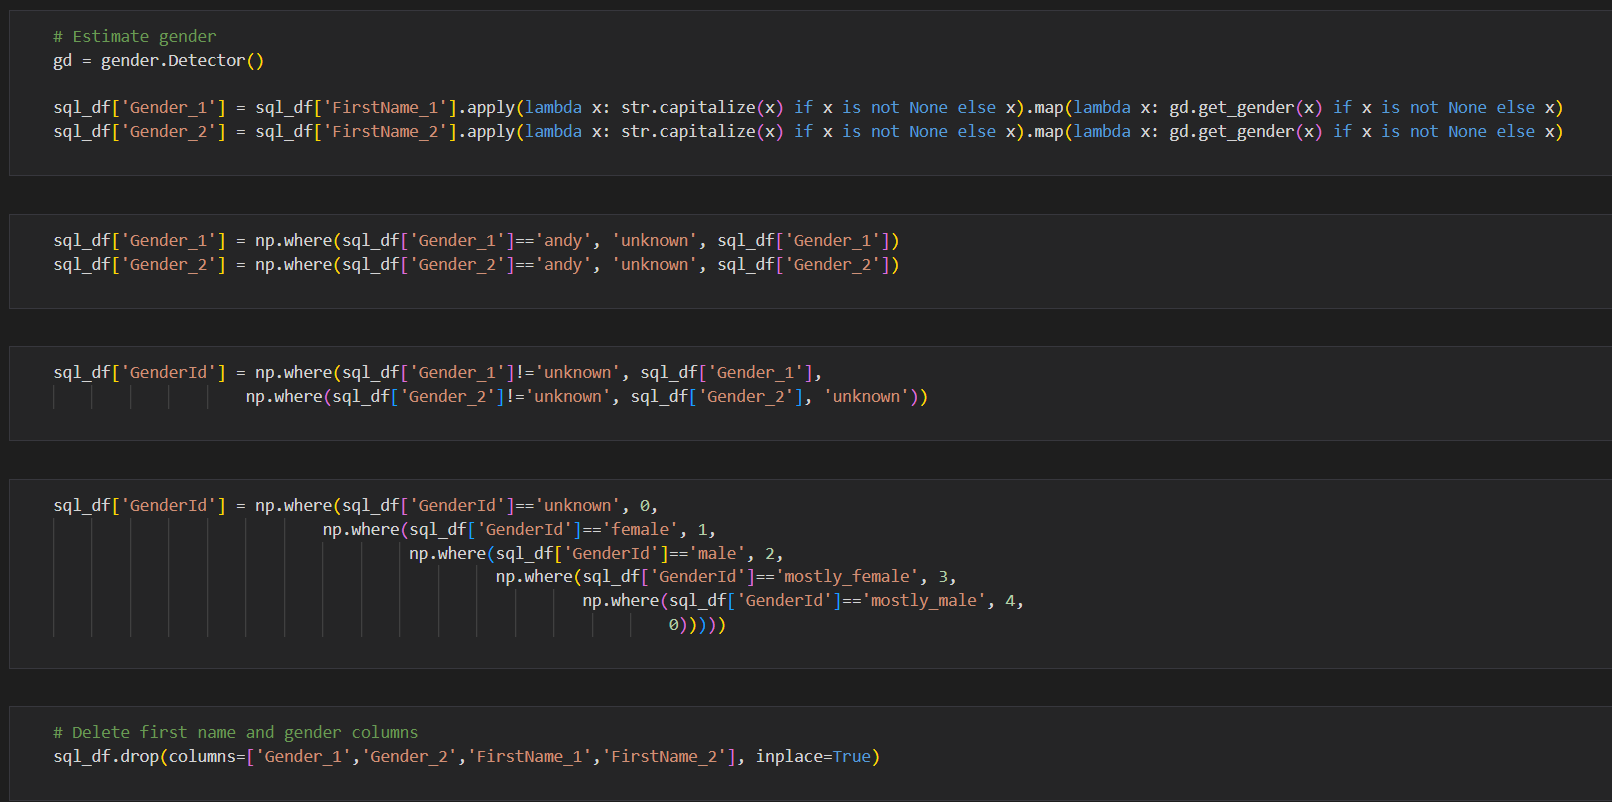 # Estimate gender
gd = gender.Detector()
sql_df['Gender_1'] = sql_df['FirstName_1'].apply(lambda x: str.capitalize(x) if x is not None else x).map(lambda x: gd.get_gender(x) if x is not None else x)
sql_df['Gender_2'] = sql_df['FirstName_2'].apply(lambda x: str.capitalize(x) if x is not None else x).map(lambda x: gd.get_gender(x) if x is not None else x)
sql_df['Gender_1'] = np.where(sql_df['Gender_1']=='andy', 'unknown', sql_df['Gender_1'])
sql_df['Gender_2'] = np.where(sql_df['Gender_2']=='andy', 'unknown', sql_df['Gender_2'])
sql_df['GenderId'] = np.where(sql_df['Gender_1']!='unknown', sql_df['Gender_1'],
np.where(sql_df['Gender_2']!='unknown', sql_df['Gender_2'], 'unknown'))
sql_df['GenderId'] = np.where(sql_df['GenderId']=='unknown', 0,
np.where(sql_df['GenderId']=='female', 1,
np.where(sql_df['GenderId']=='male', 2,
np.where(sql_df['GenderId']=='mostly_female', 3,
np.where(sql_df['GenderId']=='mostly_male', 4,
0)))))
# Delete first name and gender columns
sql_df.drop(columns=['Gender_1','Gender_2','FirstName_1','FirstName_2'], inplace=True)